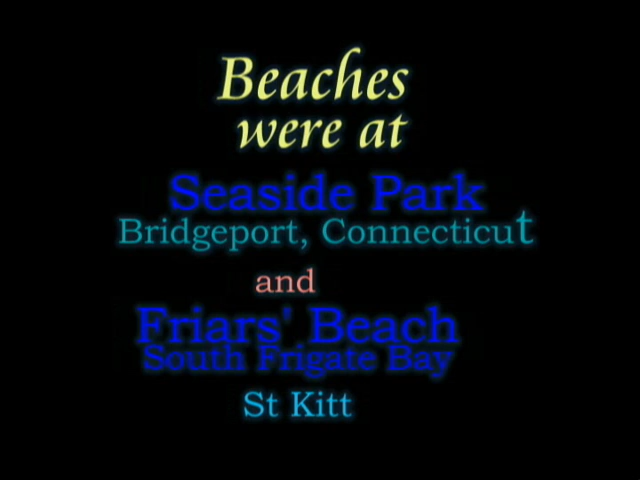 Beaches
were at
Seaside Park
Bridgeport, Connecticut
and
Friars' Beach
South Frigate Bay
St Kitt